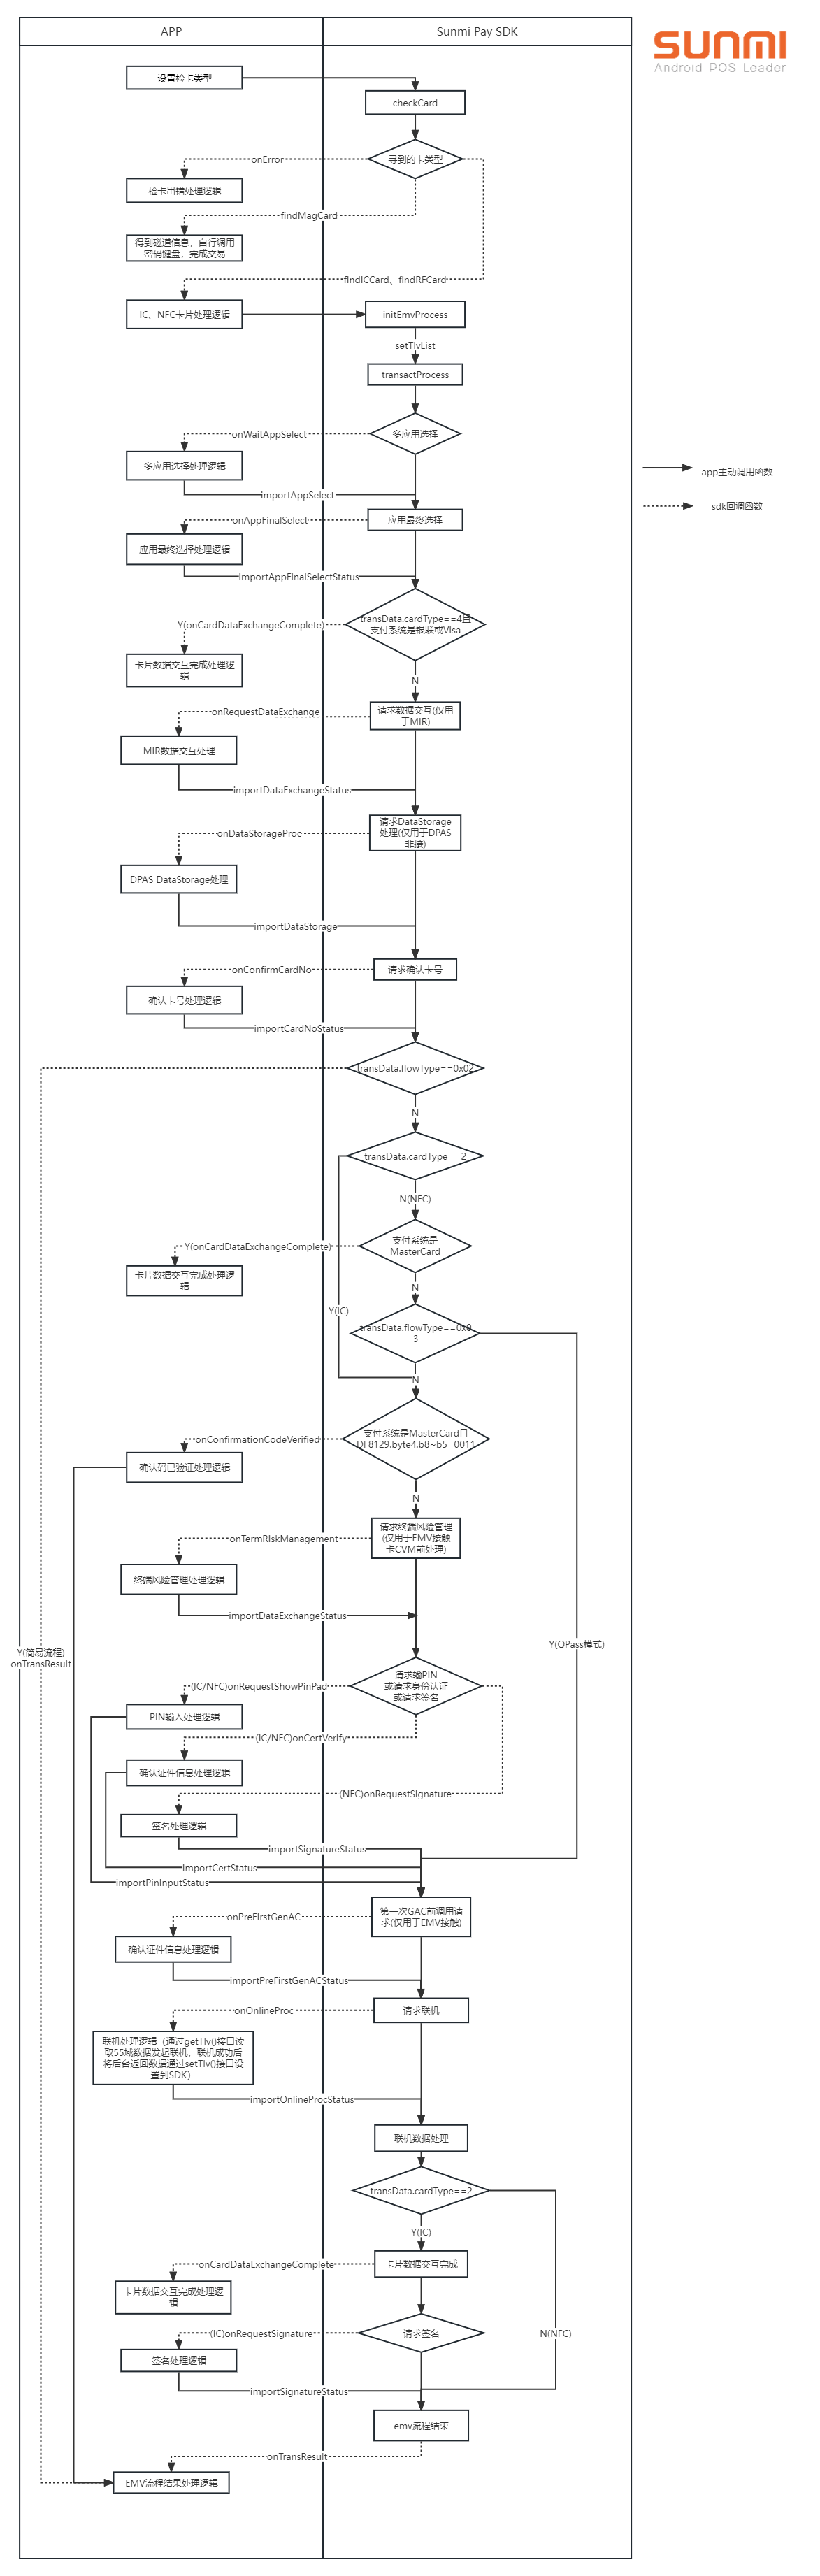 APP
Sunmi Pay SDK
SUNMI
Android POS Leader
设置检卡类型
checkCard
寻到的卡类型
onError
检卡出错处理逻辑
findMagCard
得到磁道信息，自行调用
密码键盘，完成交易
findICCard、findRFCard
IC、NFC卡片处理逻辑
initEmvProcess
setTlvList
transactProcess
多应用选择
onWaitAppSelect
多应用选择处理逻辑
app主动调用函数
importAppSelect
sdk回调函数
onAppFinalSelect
应用最终选择
应用最终选择处理逻辑
importAppFinalSelectStatus
transData.cardType==4且
支付系统是银联或Visa
Y(onCardDataExchangeComplete)
卡片数据交互完成处理逻
辑
N
请求数据交互(仅用
于MIR)
onRequestDataExchange
MIR数据交互处理
importDataExchangeStatus
请求DataStorage
处理(仅用于DPAS
非接)
onDataStorageProc
DPAS DataStorage处理
importDataStorage
onConfirmCardNo
请求确认卡号
确认卡号处理逻辑
importCardNoStatus
transData.flowType==0x02
N
transData.cardType==2
N(NFC)
支付系统是
MasterCard
Y(onCardDataExchangeComplete)
卡片数据交互完成处理逻
辑
N
Y(IC)
transData.flowType==0x0
3
N
支付系统是MasterCard且
DF8129.byte4.b8~b5=0011
onConfirmationCodeVerified
确认码已验证处理逻辑
N
请求终端风险管理
(仅用于EMV接触
卡CVM前处理)
onTermRiskManagement
终端风险管理处理逻辑
importDataExchangeStatus
Y(QPass模式)
Y(简易流程)
onTransResult
请求输PIN
或请求身份认证
或请求签名
(IC/NFC)onRequestShowPinPad
PIN输入处理逻辑
(IC/NFC)onCertVerify
确认证件信息处理逻辑
(NFC)onRequestSignature
签名处理逻辑
importSignatureStatus
importCertStatus
importPinInputStatus
第一次GAC前调用请
求(仅用于EMV接触)
onPreFirstGenAC
确认证件信息处理逻辑
importPreFirstGenACStatus
onOnlineProc
请求联机
联机处理逻辑（通过getTlv()接口读
取55域数据发起联机，联机成功后
将后台返回数据通过setTlv()接口设
置到SDK）
importOnlineProcStatus
联机数据处理
transData.cardType==2
Y(IC)
onCardDataExchangeComplete
卡片数据交互完成
卡片数据交互完成处理逻
辑
(IC)onRequestSignature
请求签名
N(NFC)
签名处理逻辑
importSignatureStatus
emv流程结束
onTransResult
EMV流程结果处理逻辑